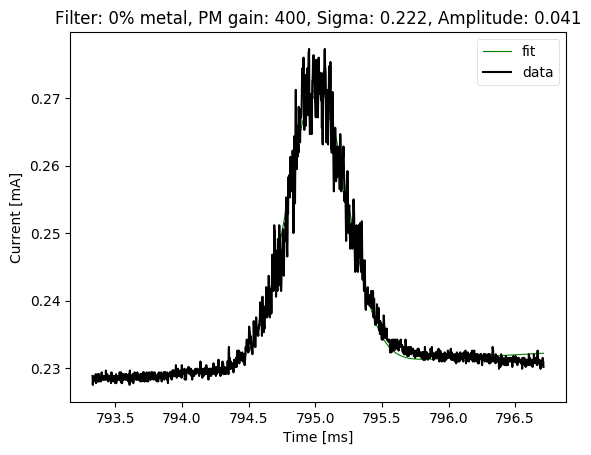 Filter: 0% metal, PM gain: 400, Sigma: 0.222, Amplitude: 0.041
fit
data
0.27
0.26
0.25
0.24
0.23
Current [mA]
793.5 794.0 794.5 795.0 795.5 796.0 796.5
Time [ms]